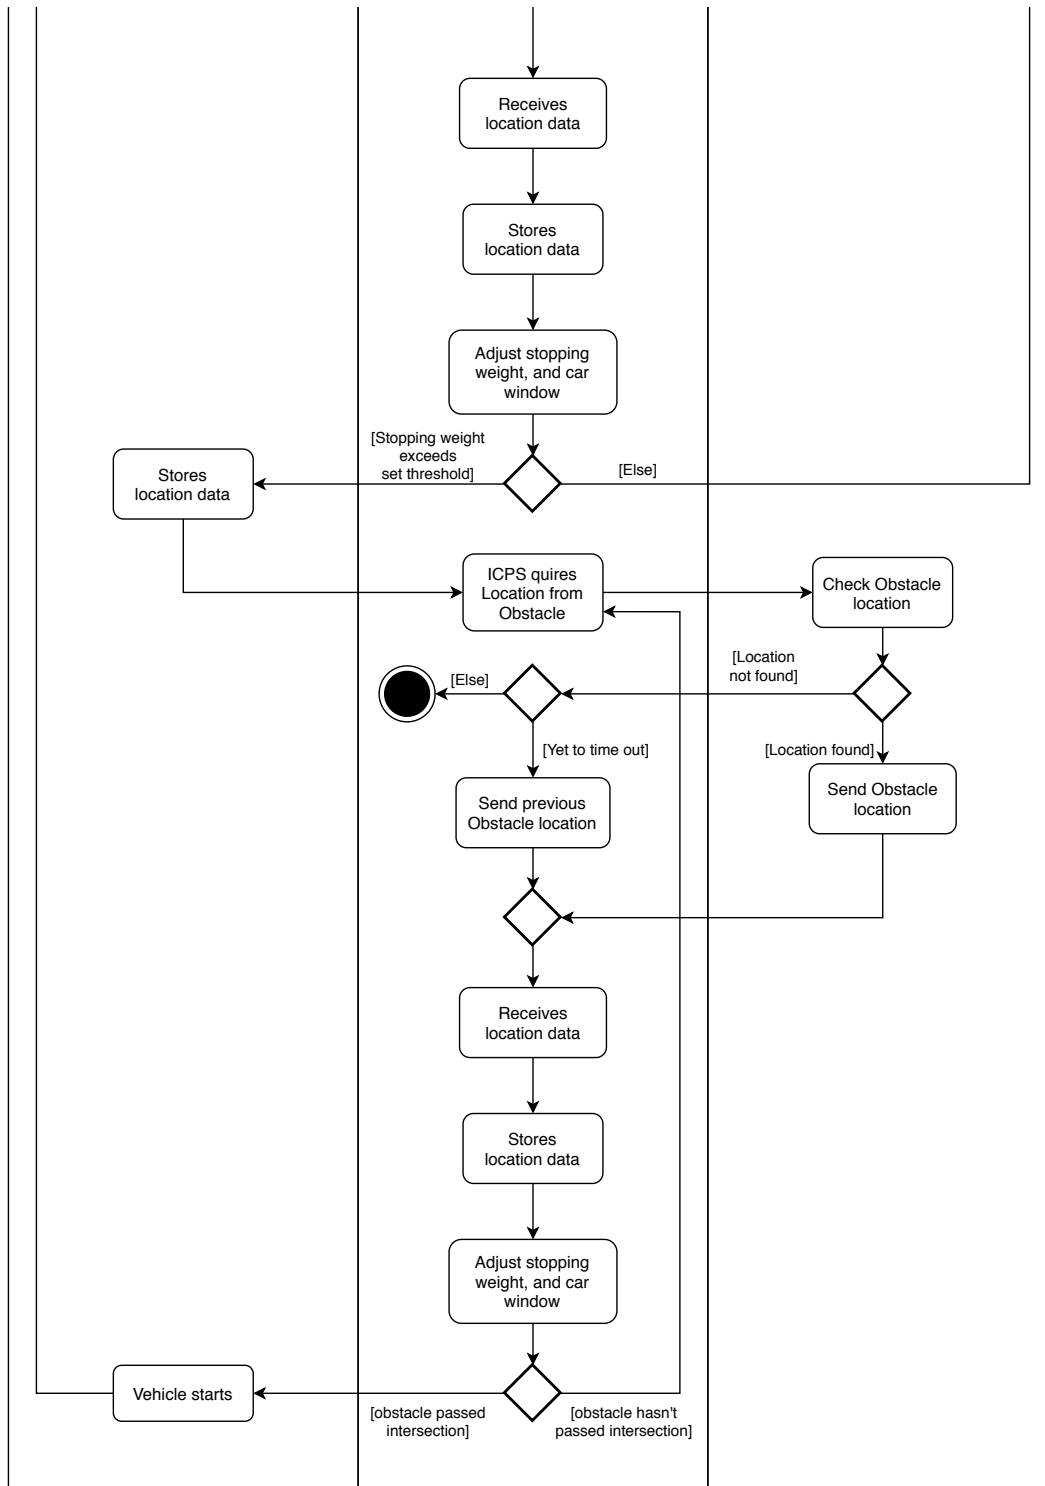 Receives
location data
Stores
location data
Adjust stopping
weight, and car
window
[Stopping weight
exceeds
set threshold]
[Else]
Stores
location data
ICPS quires
Location from
Obstacle
Check Obstacle
location
[Location
not found]
[Else]
[Yet to time out]
[Location found]
Send previous
Obstacle location
Send Obstacle
location
Receives
location data
Stores
location data
Adjust stopping
weight, and car
window
Vehicle starts
[obstacle passed
intersection]
[obstacle hasn't
passed intersection]